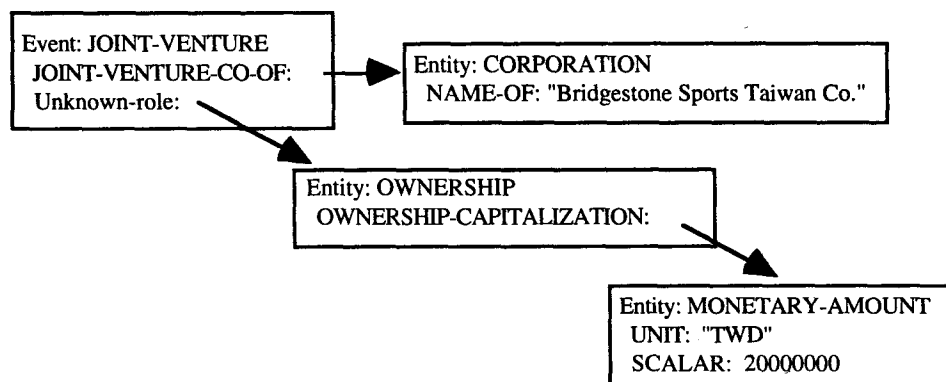 Event: JOINT-VENTURE
JOINT-VENTURE-CO-OF:
Unknown-role:
Entity: CORPORATION
NAME-OF: "Bridgestone Sports Taiwan Co."
Entity: OWNERSHIP
OWNERSHIP-CAPITALIZATION:
Entity: MONETARY-AMOUNT
UNIT: "TWD"
SCALAR: 20000000